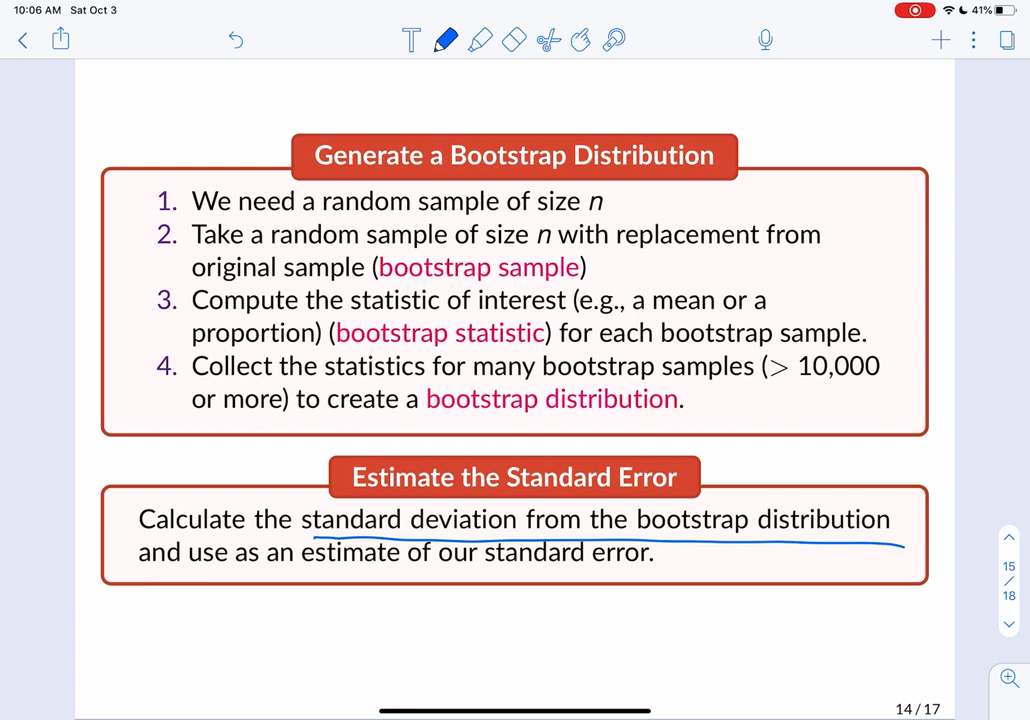 10:06 AM Sat Oct 3
41%
T
Generate a Bootstrap Distribution
1. We need a random sample of size n
2. Take a random sample of size n with replacement from
original sample (bootstrap sample)
3. Compute the statistic of interest (e.g., a mean or a
proportion) (bootstrap statistic) for each bootstrap sample.
4. Collect the statistics for many bootstrap samples (> 10,000
or more) to create a bootstrap distribution.
Estimate the Standard Error
Calculate the standard deviation from the bootstrap distribution
and use as an estimate of our standard error.
15
/
18
14 / 17